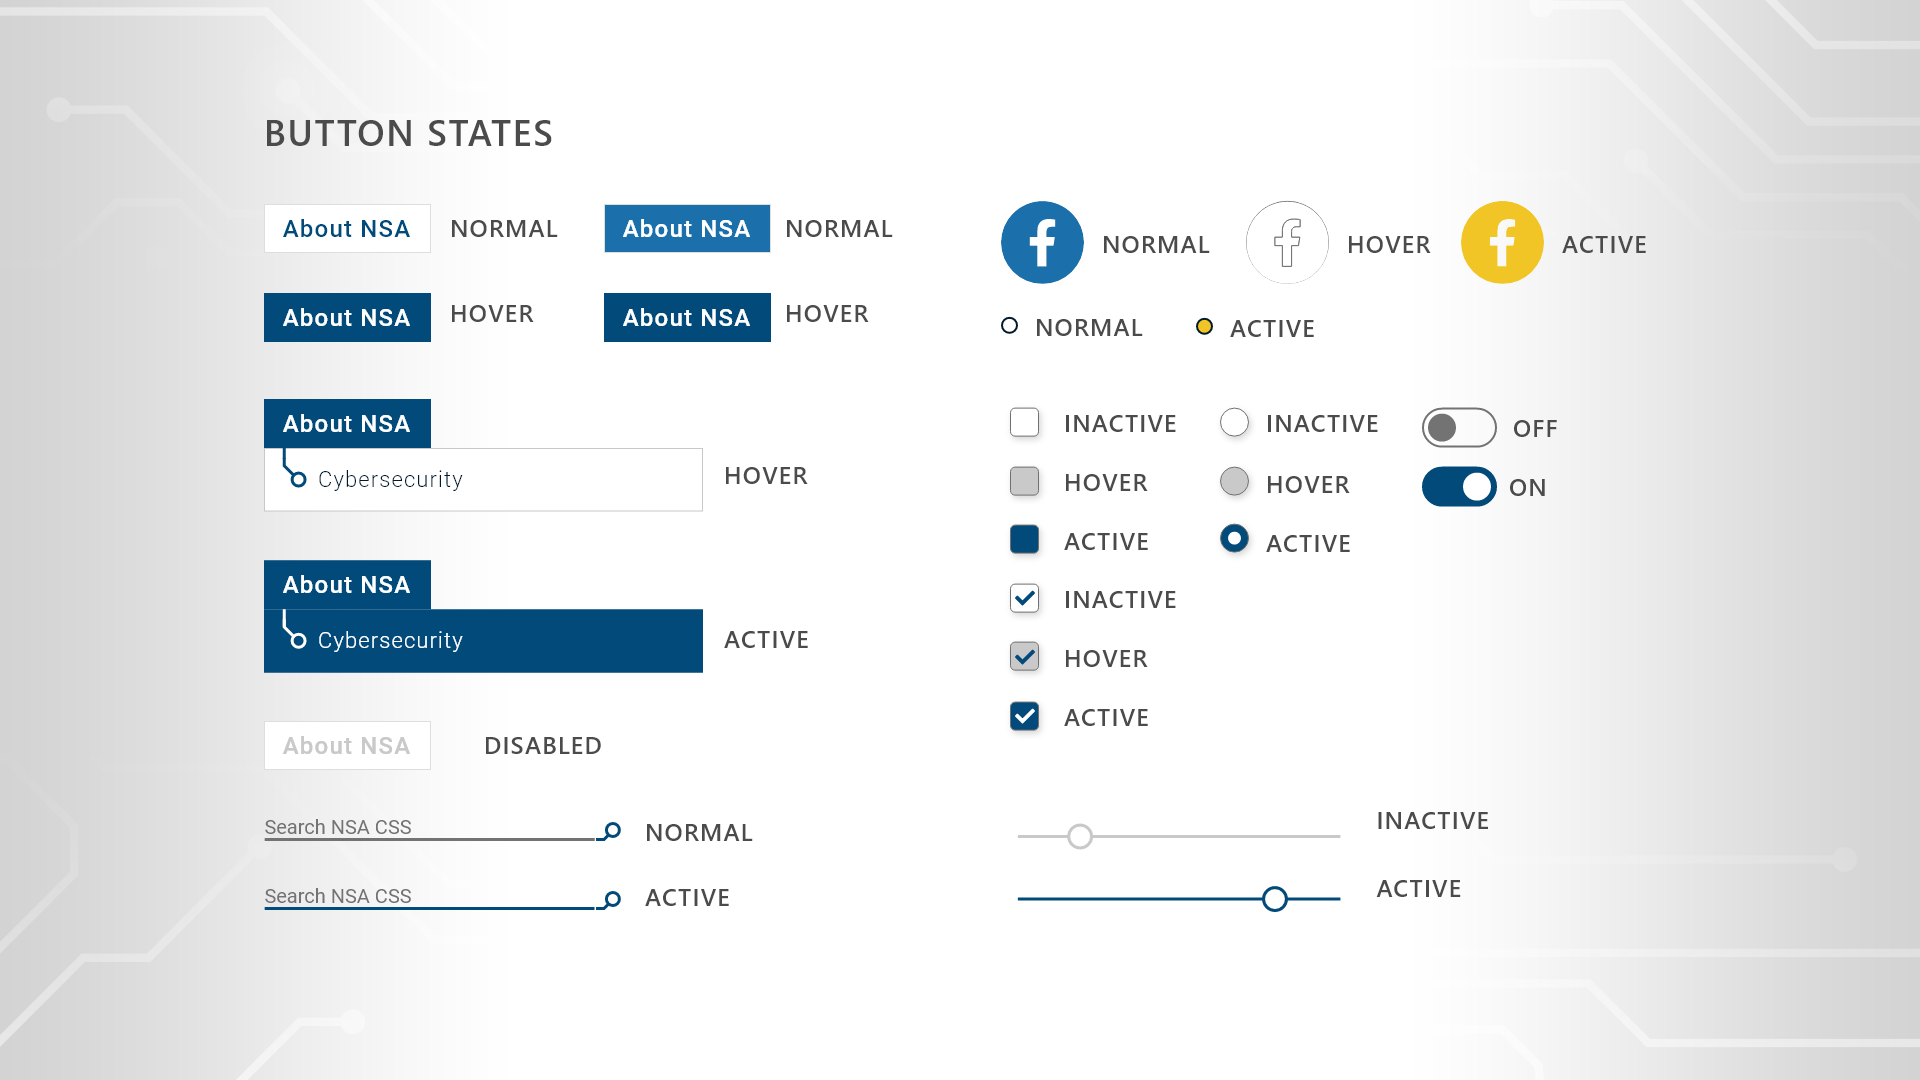 BUTTON STATES
About NSA NORMAL
About NSA NORMAL
About NSA HOVER
About NSA HOVER
About NSA
Cybersecurity
HOVER
About NSA
Cybersecurity
ACTIVE
About NSA DISABLED
Search NSA CSS NORMAL
Search NSA CSS ACTIVE
NORMAL HOVER ACTIVE
NORMAL ACTIVE
INACTIVE INACTIVE OFF
HOVER HOVER ON
ACTIVE ACTIVE
INACTIVE
HOVER
ACTIVE
INACTIVE
ACTIVE